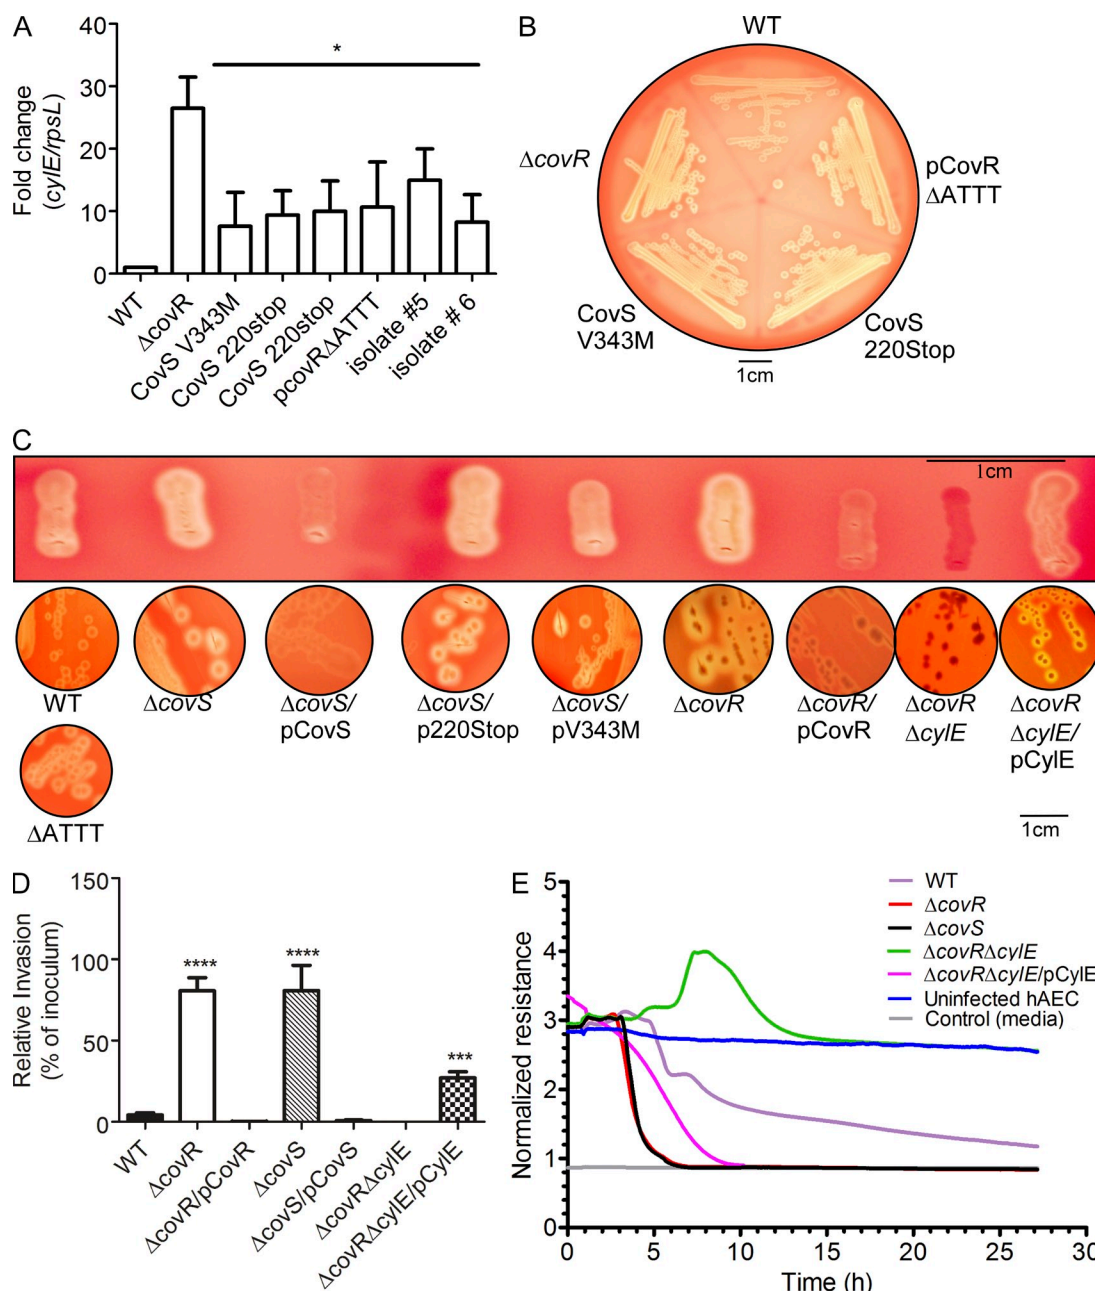 A
40
30
20
10
0
Fold change
(cylE/rpsL)
*
WT
ΔcovR
CovS V343M
CovS 220stop
CovS 220stop
pcovRΔATTT
isolate #5
isolate # 6
B
WT
ΔcovR
pCovR
ΔATTT
CovS
V343M
CovS
220Stop
1cm
C
1cm
WT
ΔcovS
ΔcovS/
pCovS
ΔcovS/
p220Stop
ΔcovS/
pV343M
ΔcovR
ΔcovR/
pCovR
ΔcovR
ΔcylE
ΔcovR
ΔcylE/
pCylE
ΔATTT
1cm
D
150
100
50
0
Relative Invasion
(% of inoculum)
****
****
***
WT
ΔcovR
ΔcovR/pCovR
ΔcovS
ΔcovS/pCovS
ΔcovRΔcylE
ΔcovRΔcylE/pCylE
E
5
4
3
2
1
0
Normalized resistance
WT
ΔcovR
ΔcovS
ΔcovRΔcylE
ΔcovRΔcylE/pCylE
Uninfected hAEC
Control (media)
0 5 10 15 20 25 30
Time (h)